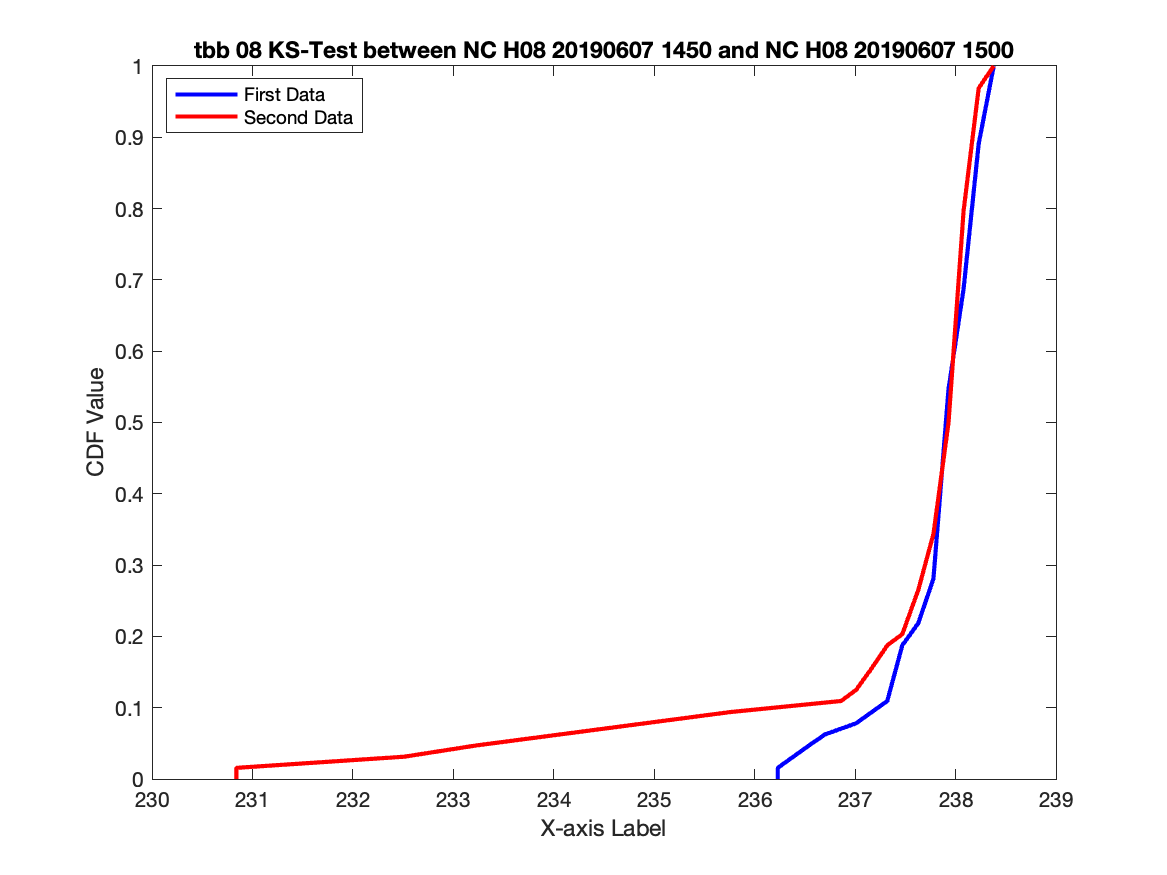 tbb 08 KS-Test between NC H08 20190607 1450 and NC H08 20190607 1500
First Data
Second Data
1
0.9
0.8
0.7
0.6
0.5
0.4
0.3
0.2
0.1
0
CDF Value
230 231 232 233 234 235 236 237 238 239
X-axis Label